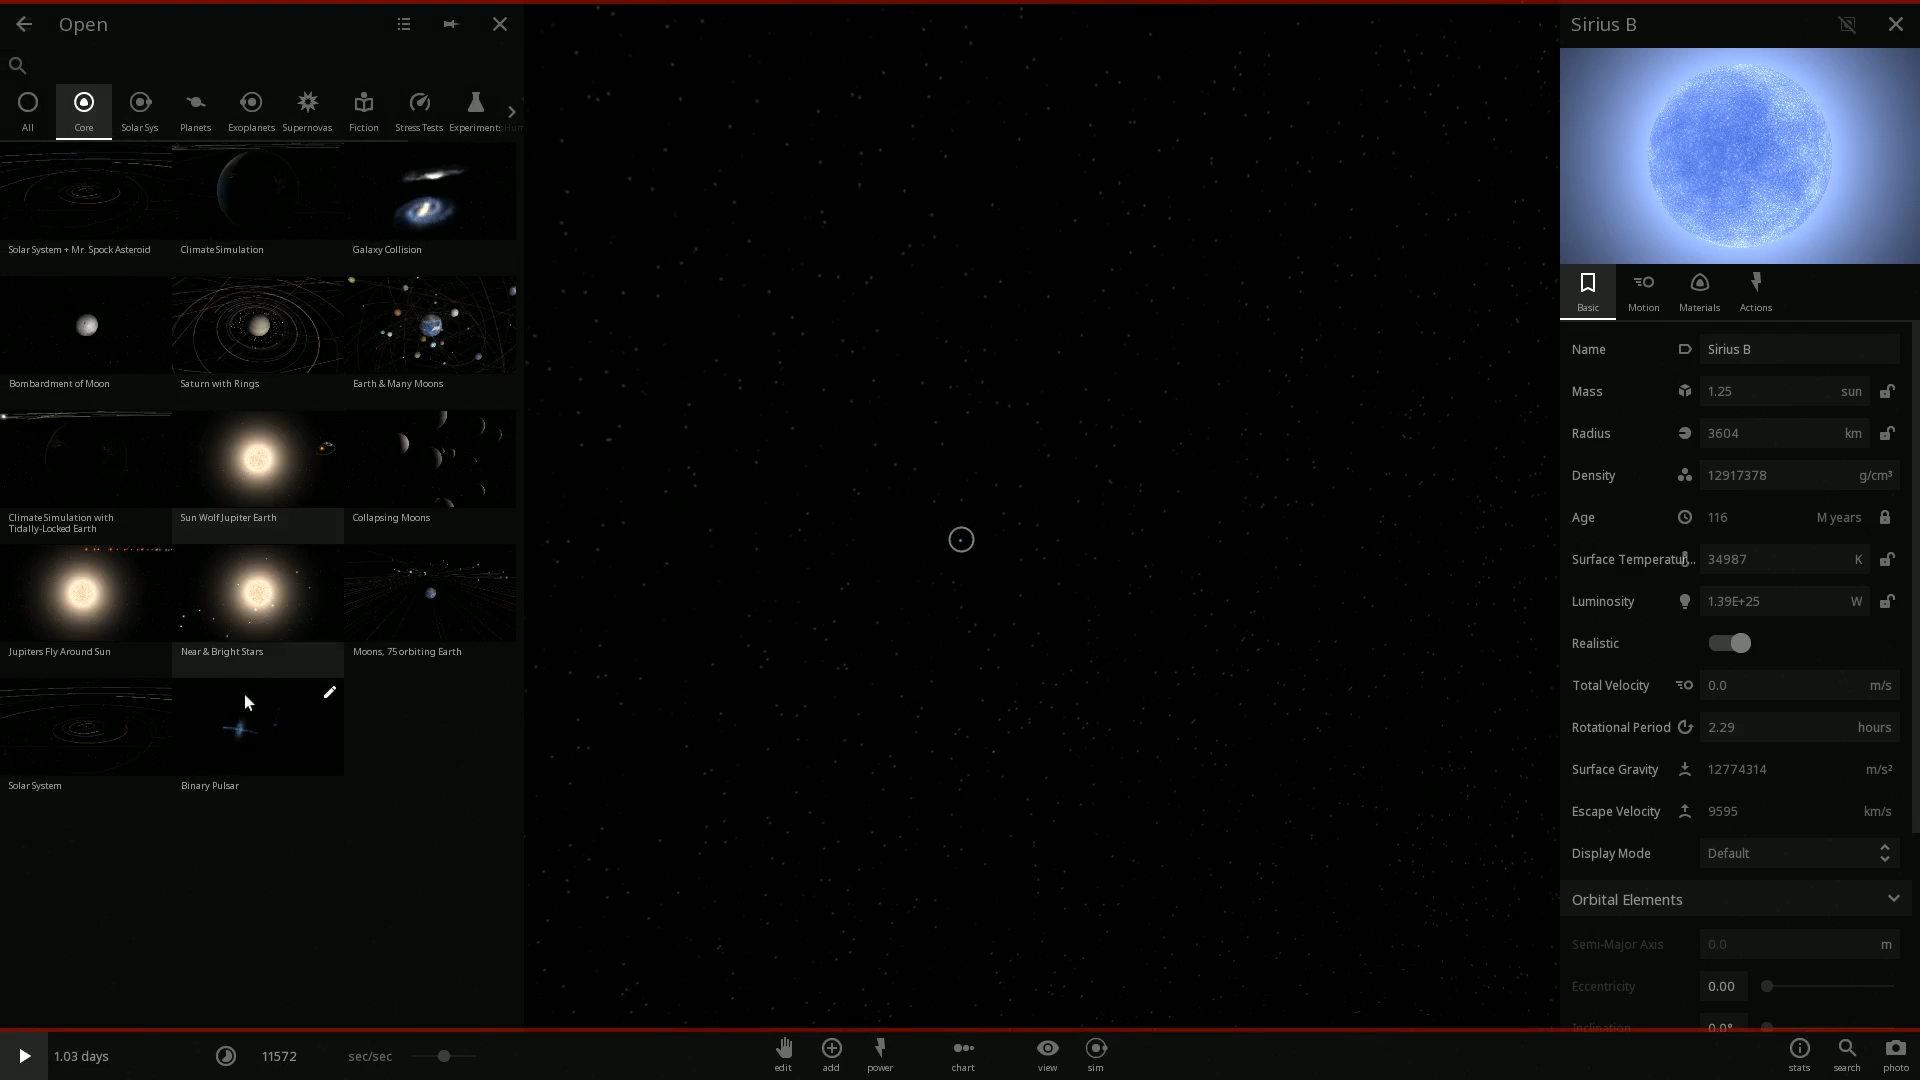 Open
All
Core
Solar Sys
Planets
Exoplanets
Supernovas
Fiction
Stress Tests
Experiments
Solar System + Mr. Spock Asteroid
Climate Simulation
Galaxy Collision
Bombardment of Moon
Saturn with Rings
Earth & Many Moons
Climate Simulation with
Tidally-Locked Earth
Sun Wolf Jupiter Earth
Collapsing Moons
Jupiters Fly Around Sun
Near & Bright Stars
Moons, 75 orbiting Earth
Solar System
Binary Pulsar
Sirius B
Basic
Motion
Materials
Actions
Name Sirius B
Mass 1.25 sun
Radius 3604 km
Density 12917378 g/cm³
Age 116 M years
Surface Temperatur... 34987 K
Luminosity 1.39E+25 W
Realistic
Total Velocity 0.0 m/s
Rotational Period 2.29 hours
Surface Gravity 12774314 m/s²
Escape Velocity 9595 km/s
Display Mode Default
Orbital Elements
Semi-Major Axis 0.0 m
Eccentricity 0.00
Inclination 0.0°
1.03 days
11572 sec/sec
edit
add
power
chart
view
sim
stats
search
photo